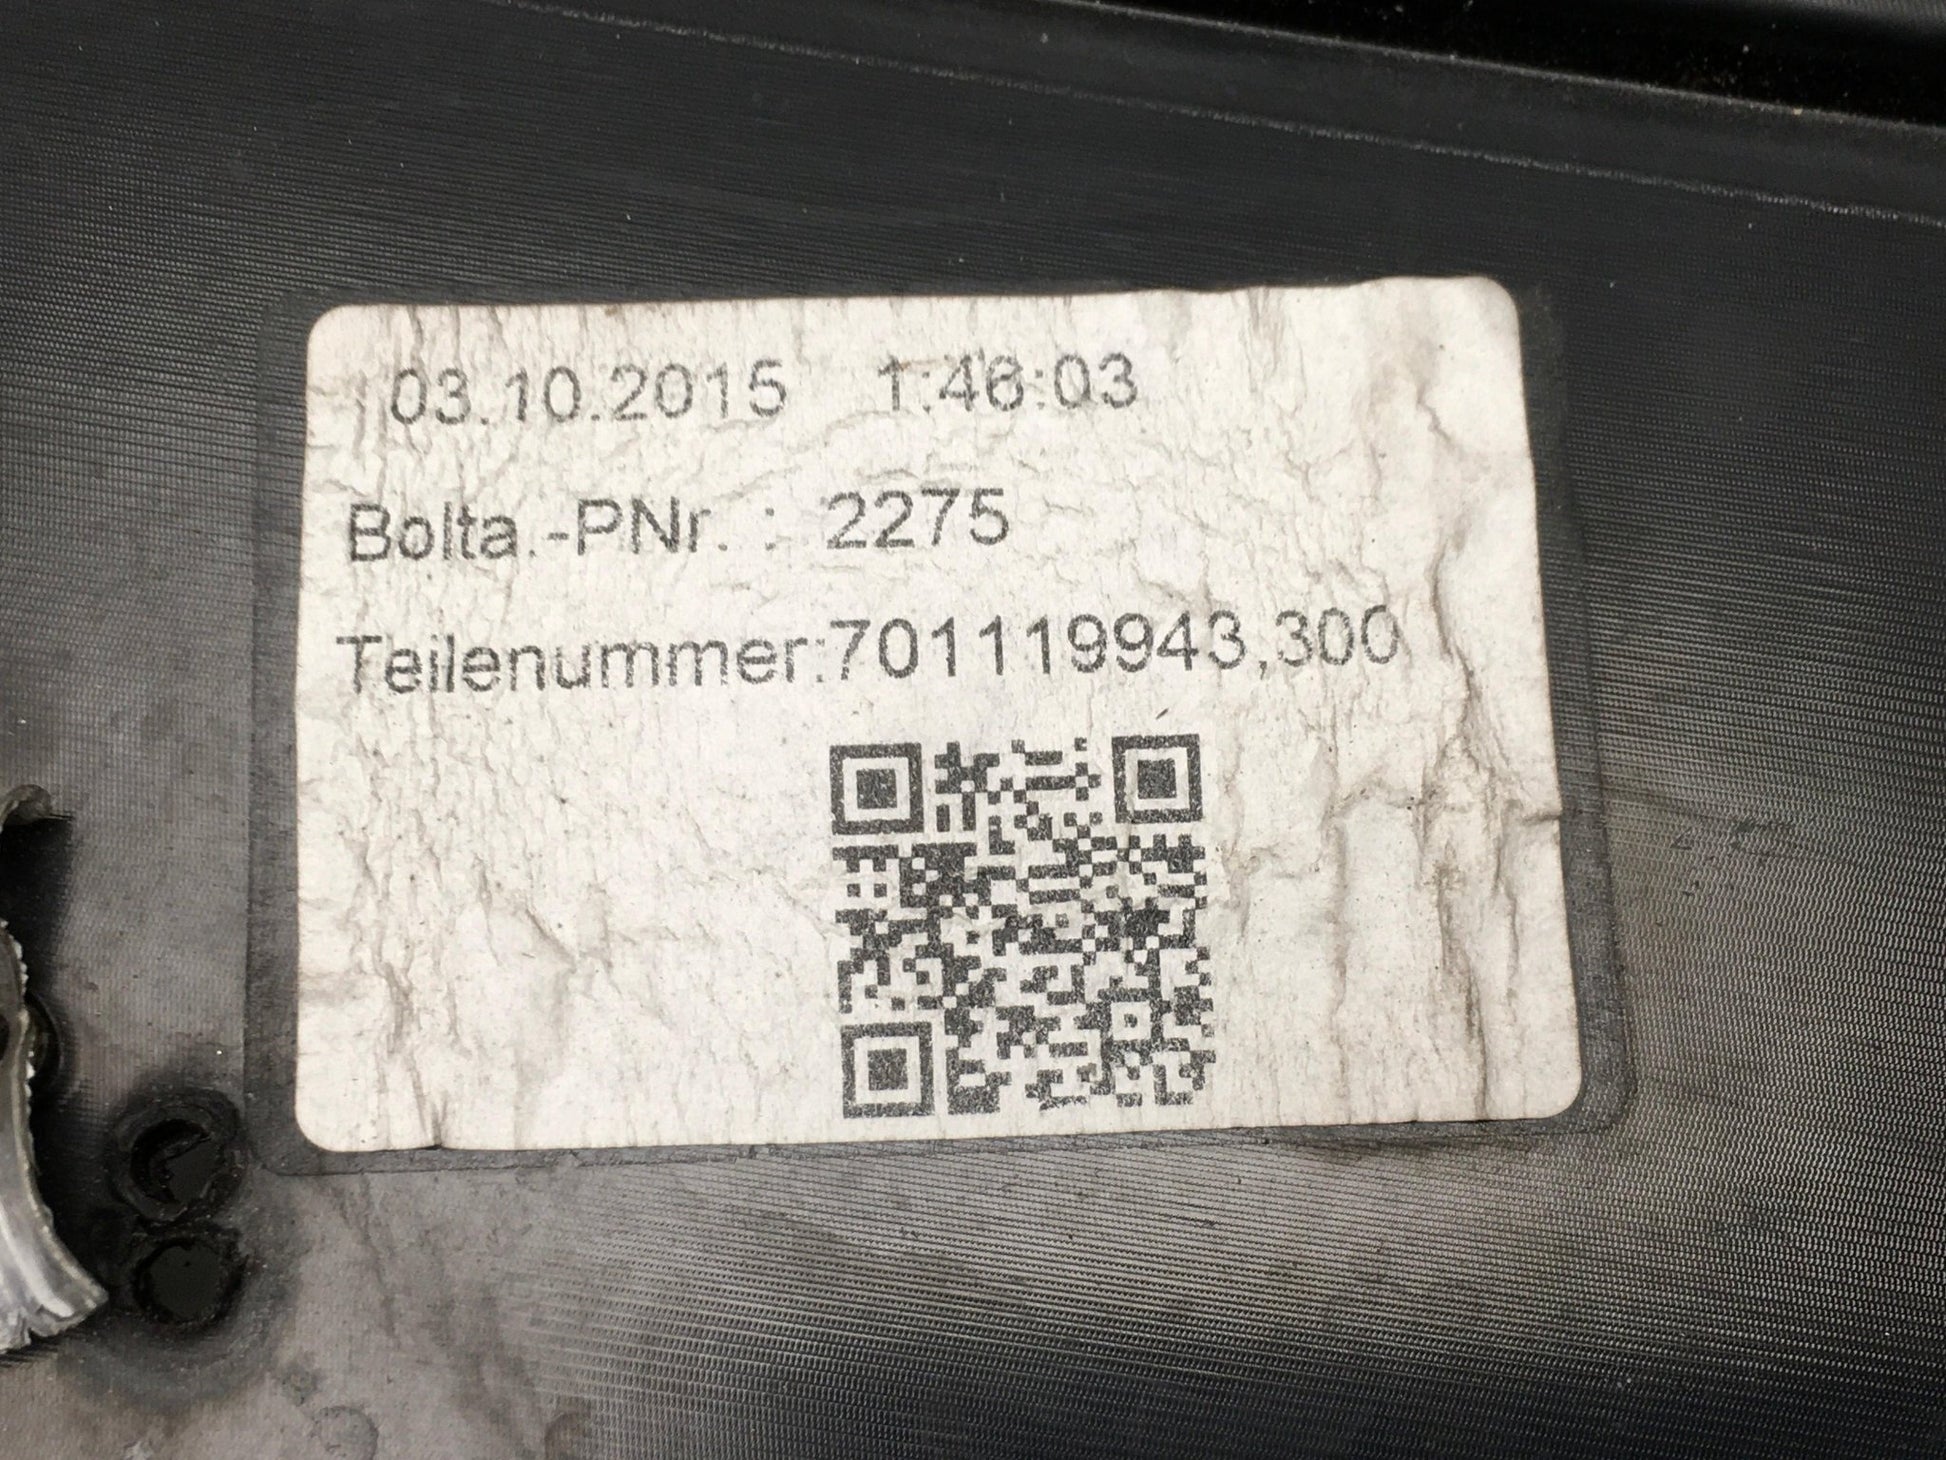 03.10.2015 1:46:03
Bolta.-PNr. : 2275
Teilenummer:701119943,300